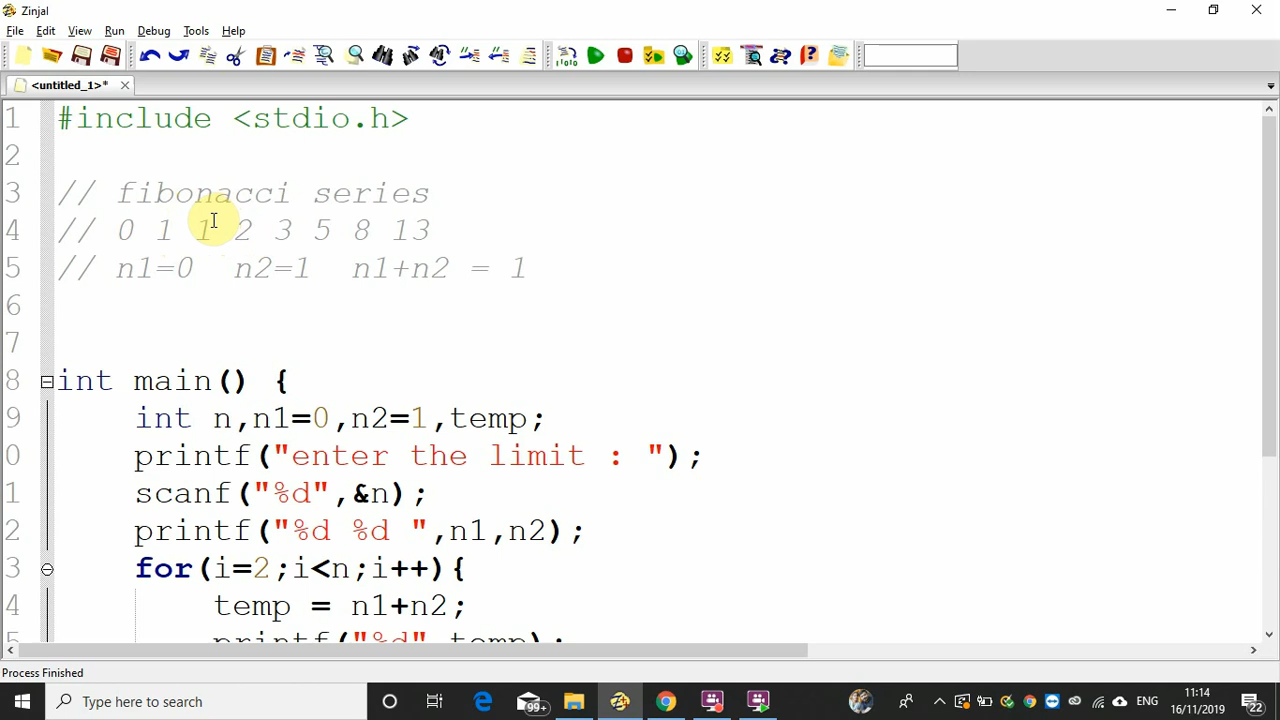 Zinjal
File Edit View Run Debug Tools Help
<untitled_1>*
1 #include <stdio.h>
2
3 // fibonacci series
4 // 0 1 1 2 3 5 8 13
5 // n1=0 n2=1 n1+n2 = 1
6
7
8 int main() {
9 int n,n1=0,n2=1,temp;
0 printf("enter the limit : ");
1 scanf("%d",&n);
2 printf("%d %d ",n1,n2);
3 for(i=2;i<n;i++){
4 temp = n1+n2;
5 printf("%d",temp);
Process Finished
Type here to search
99+
ENG
11:14
16/11/2019
22